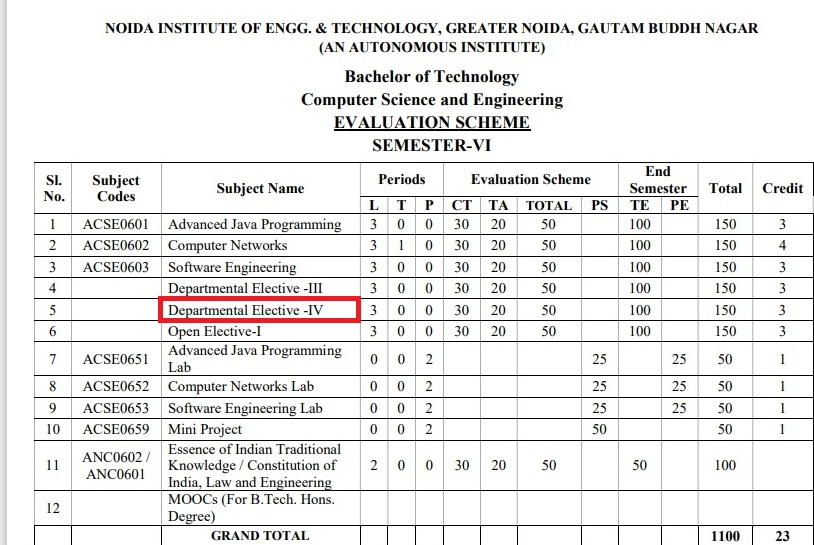 NOIDA INSTITUTE OF ENGG. & TECHNOLOGY, GREATER NOIDA, GAUTAM BUDDH NAGAR
(AN AUTONOMOUS INSTITUTE)
Bachelor of Technology
Computer Science and Engineering
EVALUATION SCHEME
SEMESTER-VI
Sl. No. Subject Codes Subject Name Periods Evaluation Scheme End Semester Total Credit
L T P CT TA TOTAL PS TE PE
1 ACSE0601 Advanced Java Programming 3 0 0 30 20 50 100 150 3
2 ACSE0602 Computer Networks 3 1 0 30 20 50 100 150 4
3 ACSE0603 Software Engineering 3 0 0 30 20 50 100 150 3
4 Departmental Elective -III 3 0 0 30 20 50 100 150 3
5 Departmental Elective -IV 3 0 0 30 20 50 100 150 3
6 Open Elective-I 3 0 0 30 20 50 100 150 3
7 ACSE0651 Advanced Java Programming Lab 0 0 2 25 25 50 1
8 ACSE0652 Computer Networks Lab 0 0 2 25 25 50 1
9 ACSE0653 Software Engineering Lab 0 0 2 25 25 50 1
10 ACSE0659 Mini Project 0 0 2 50 50 1
11 ANC0602 / ANC0601 Essence of Indian Traditional Knowledge / Constitution of India, Law and Engineering 2 0 0 30 20 50 50 100
12 MOOCs (For B.Tech. Hons. Degree)
GRAND TOTAL 1100 23